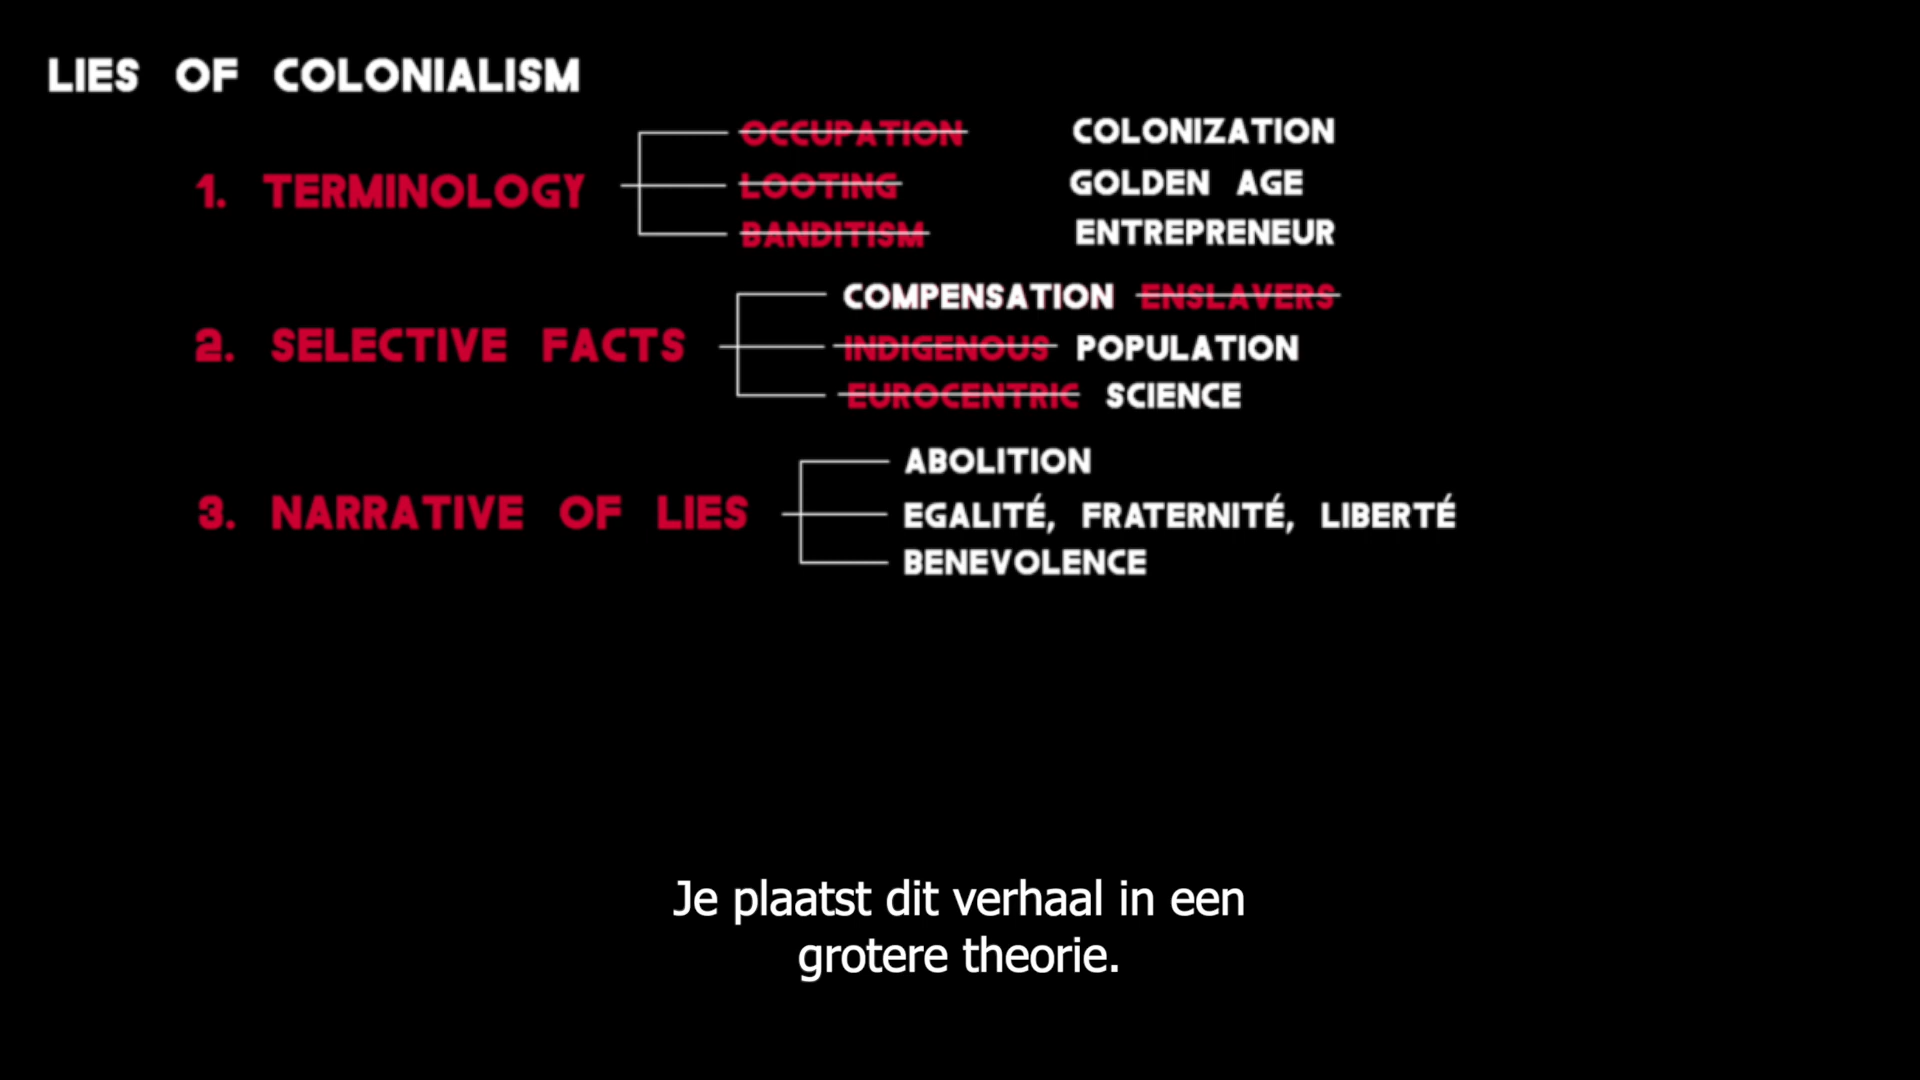 LIES OF COLONIALISM
1. TERMINOLOGY
OCCUPATION COLONIZATION
LOOTING GOLDEN AGE
BANDITISM ENTREPRENEUR
2. SELECTIVE FACTS
COMPENSATION ENSLAVERS
INDIGENOUS POPULATION
EUROCENTRIC SCIENCE
3. NARRATIVE OF LIES
ABOLITION
EGALITÉ, FRATERNITÉ, LIBERTÉ
BENEVOLENCE
Je plaatst dit verhaal in een
grotere theorie.